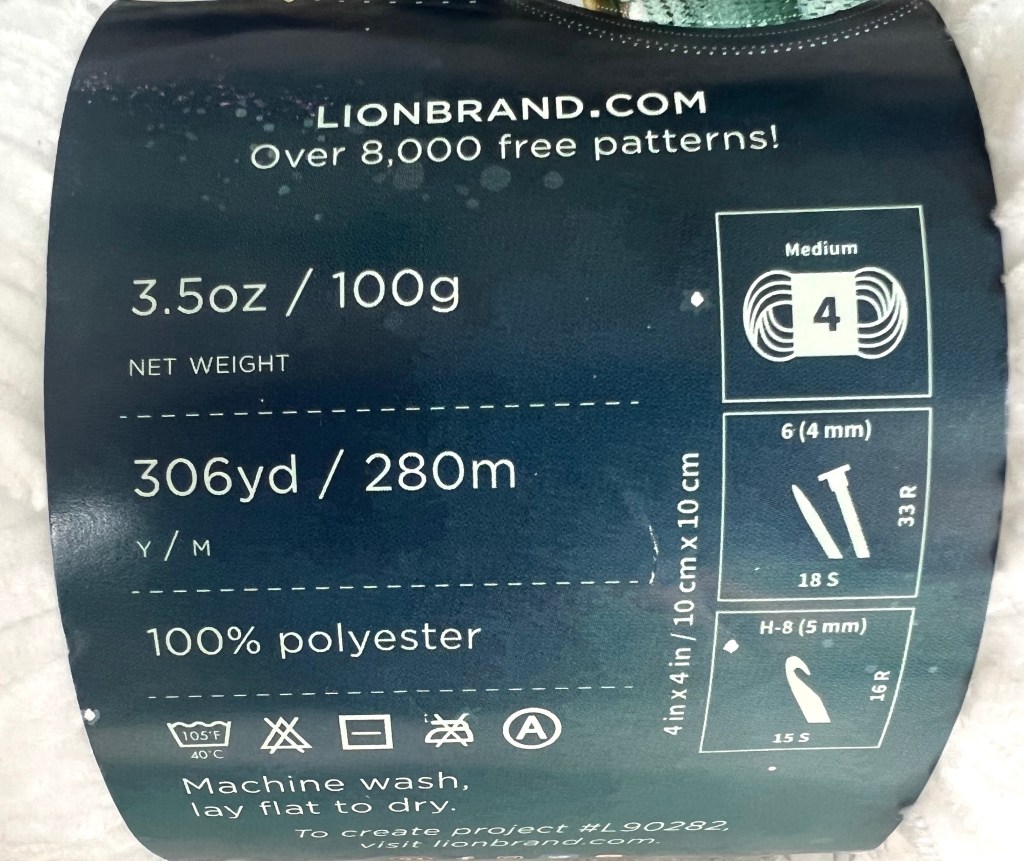 LIONBRAND.COM
Over 8,000 free patterns!
3.5oz / 100g
NET WEIGHT
306yd / 280m
Y / M
100% polyester
105°F
40°C
A
Machine wash,
lay flat to dry.
To create project #L90282,
visit lionbrand.com.
Medium
4
4 in x 4 in / 10 cm x 10 cm
6 (4 mm)
33 R
18 S
H-8 (5 mm)
16 R
15 S